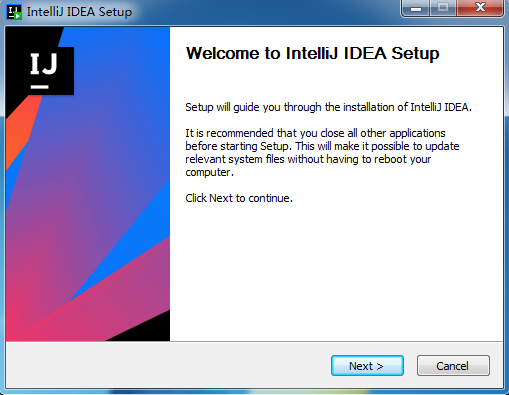 IntelliJ IDEA Setup
IJ
Welcome to IntelliJ IDEA Setup
Setup will guide you through the installation of IntelliJ IDEA.
It is recommended that you close all other applications
before starting Setup. This will make it possible to update
relevant system files without having to reboot your
computer.
Click Next to continue.
Next >
Cancel